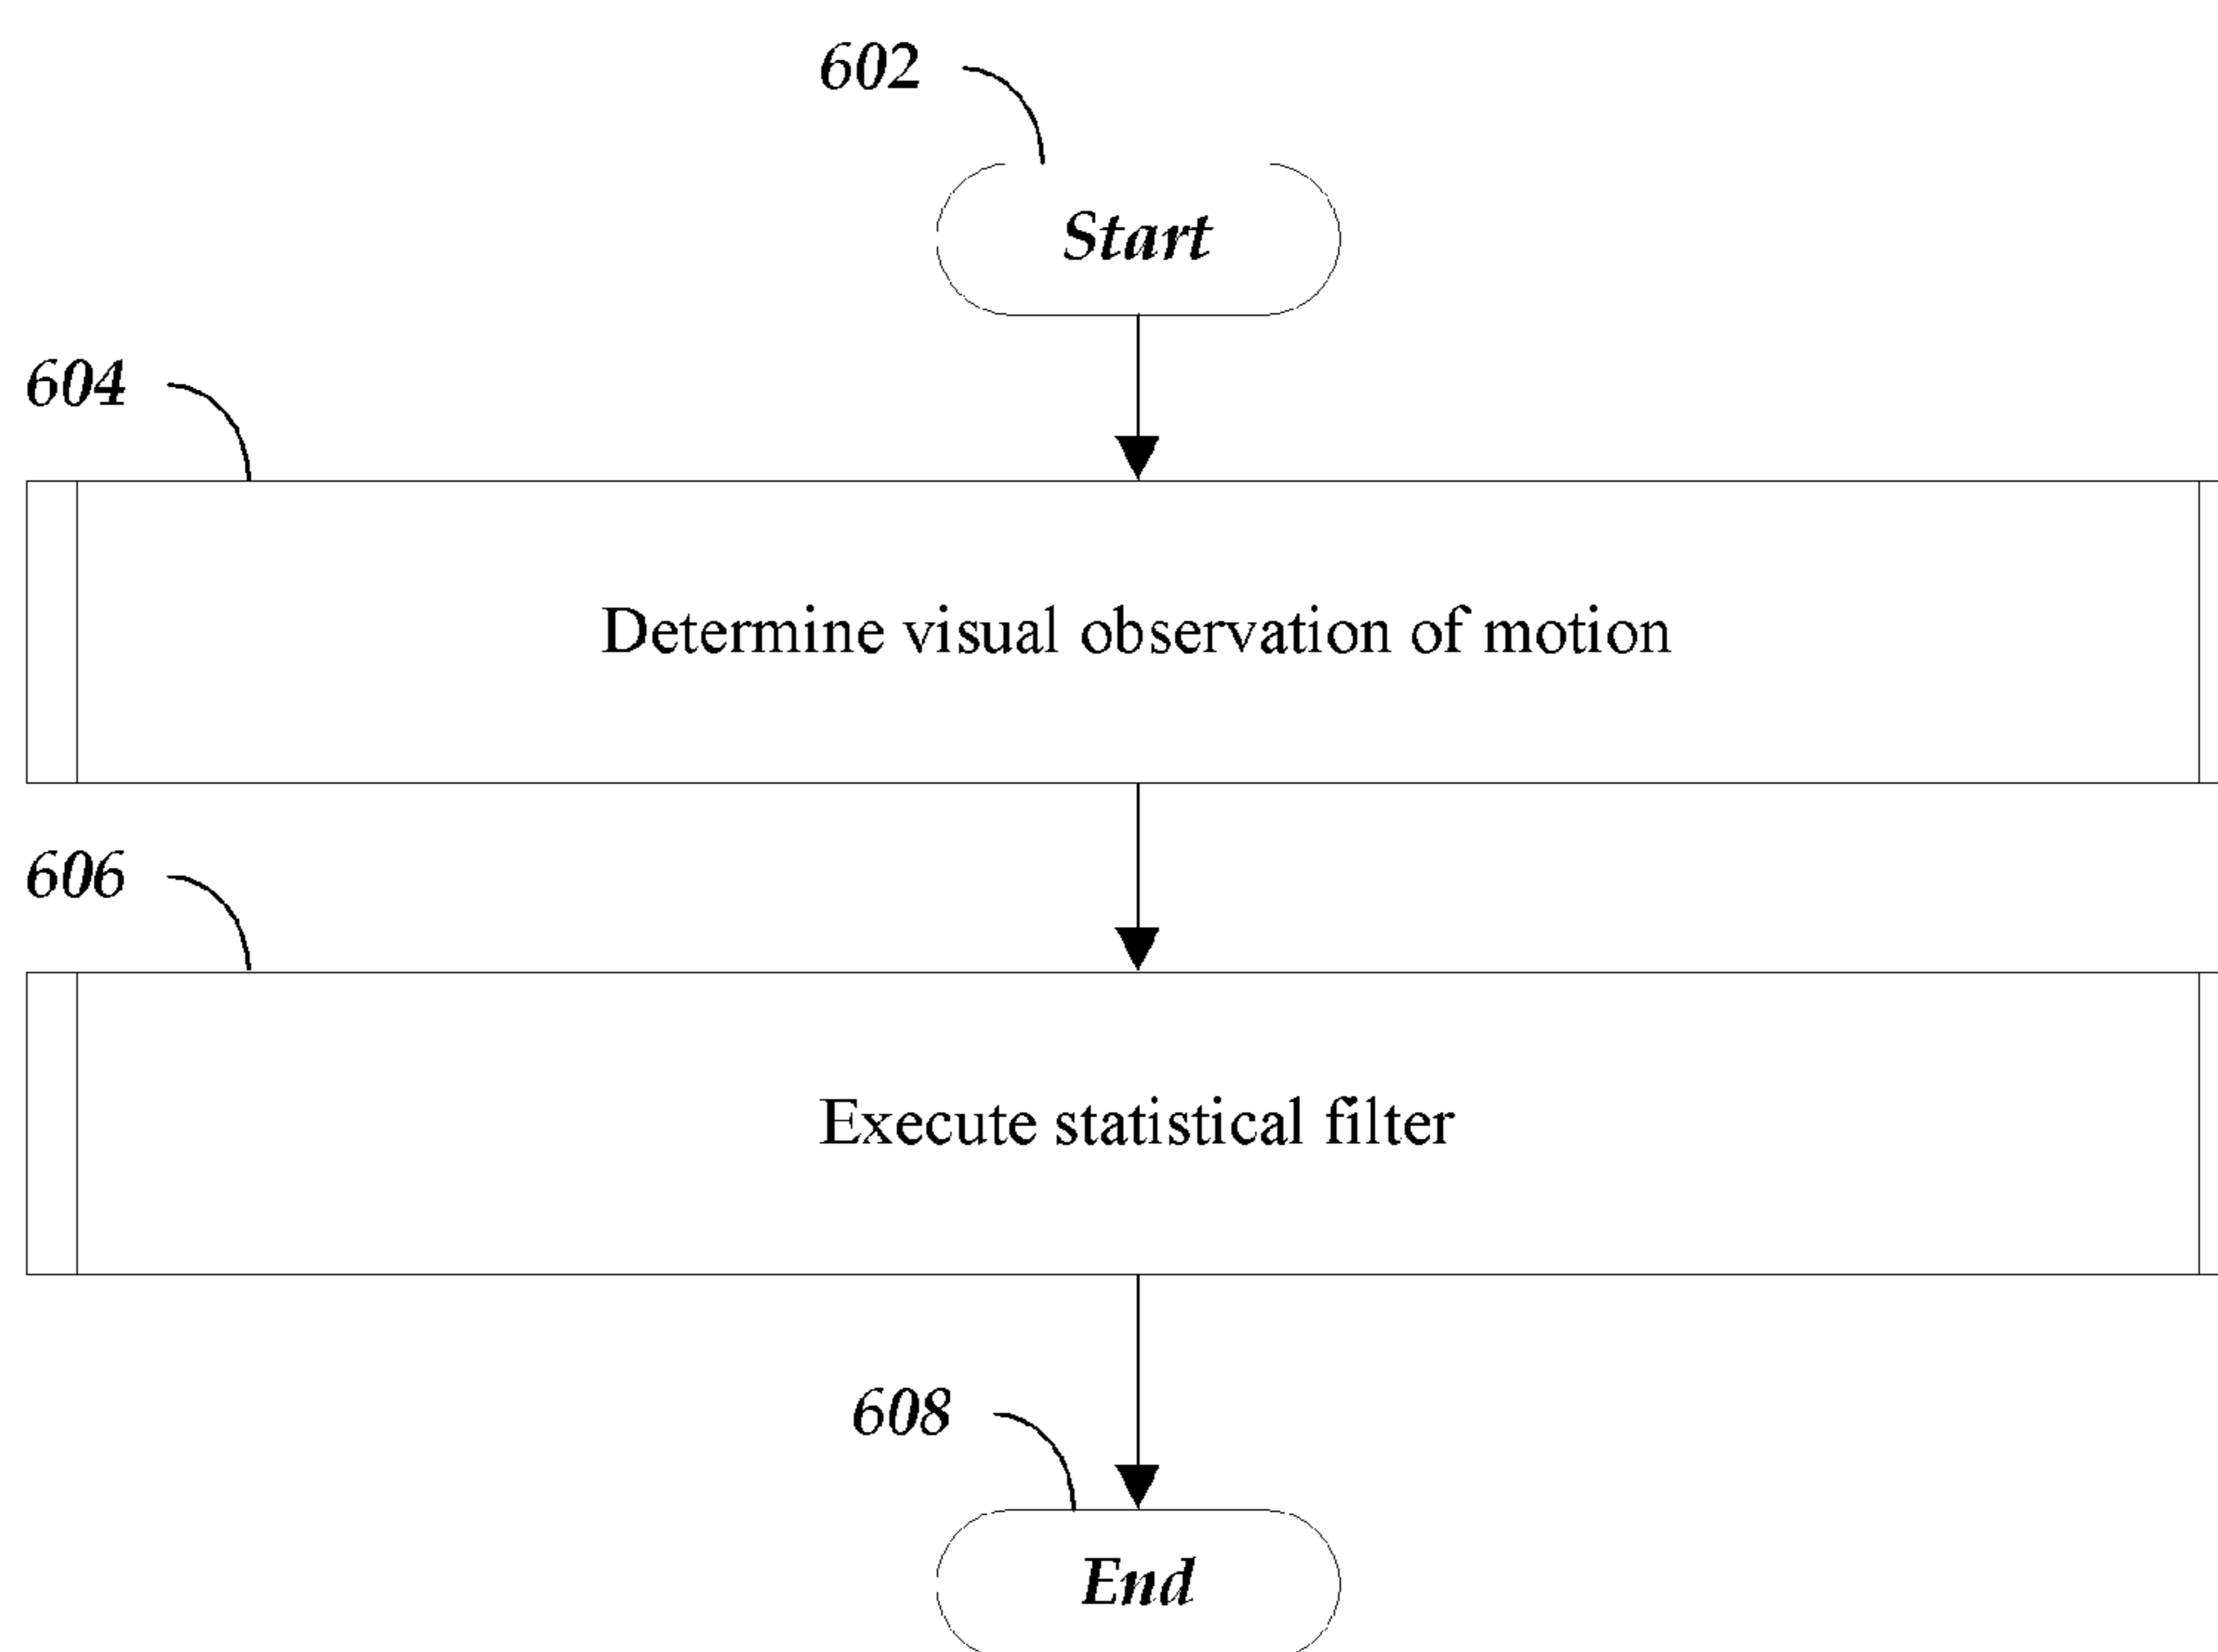 602
Start
604
Determine visual observation of motion
606
Execute statistical filter
608
End